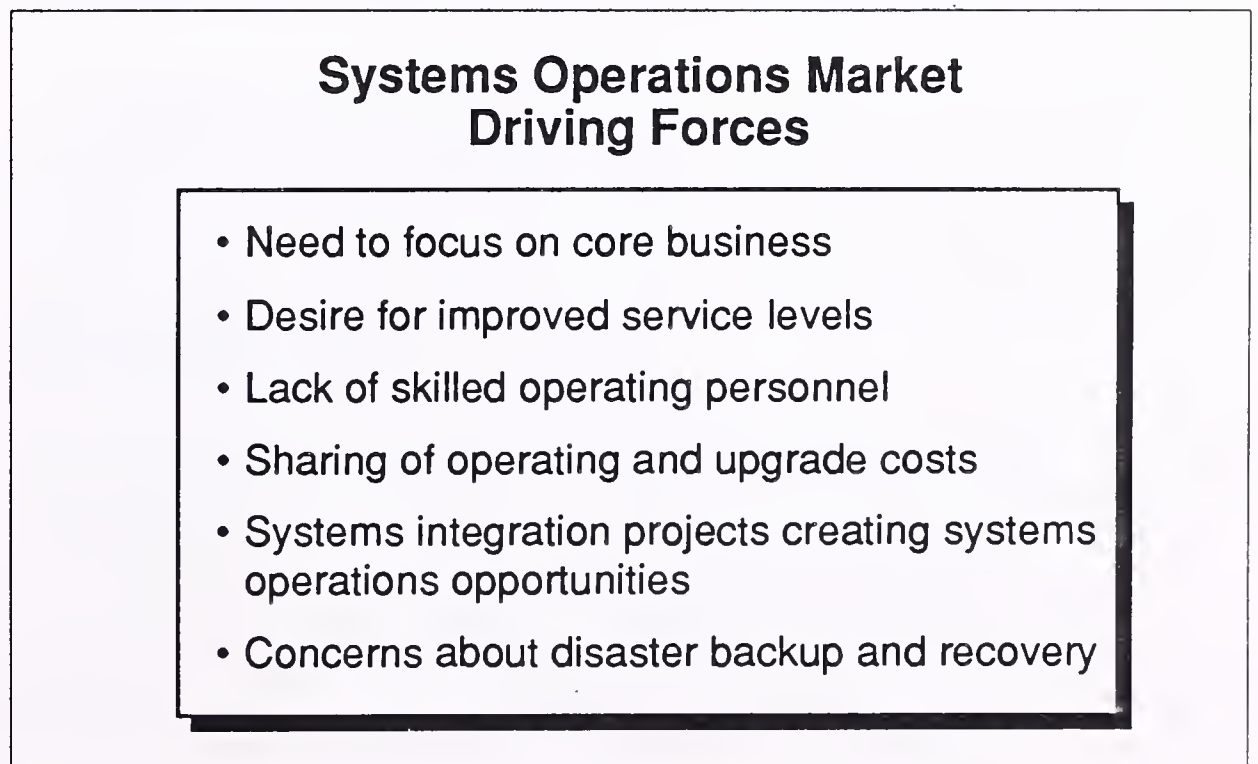 Systems Operations Market
Driving Forces
• Need to focus on core business
• Desire for improved service levels
• Lack of skilled operating personnel
• Sharing of operating and upgrade costs
• Systems integration projects creating systems
operations opportunities
• Concerns about disaster backup and recovery